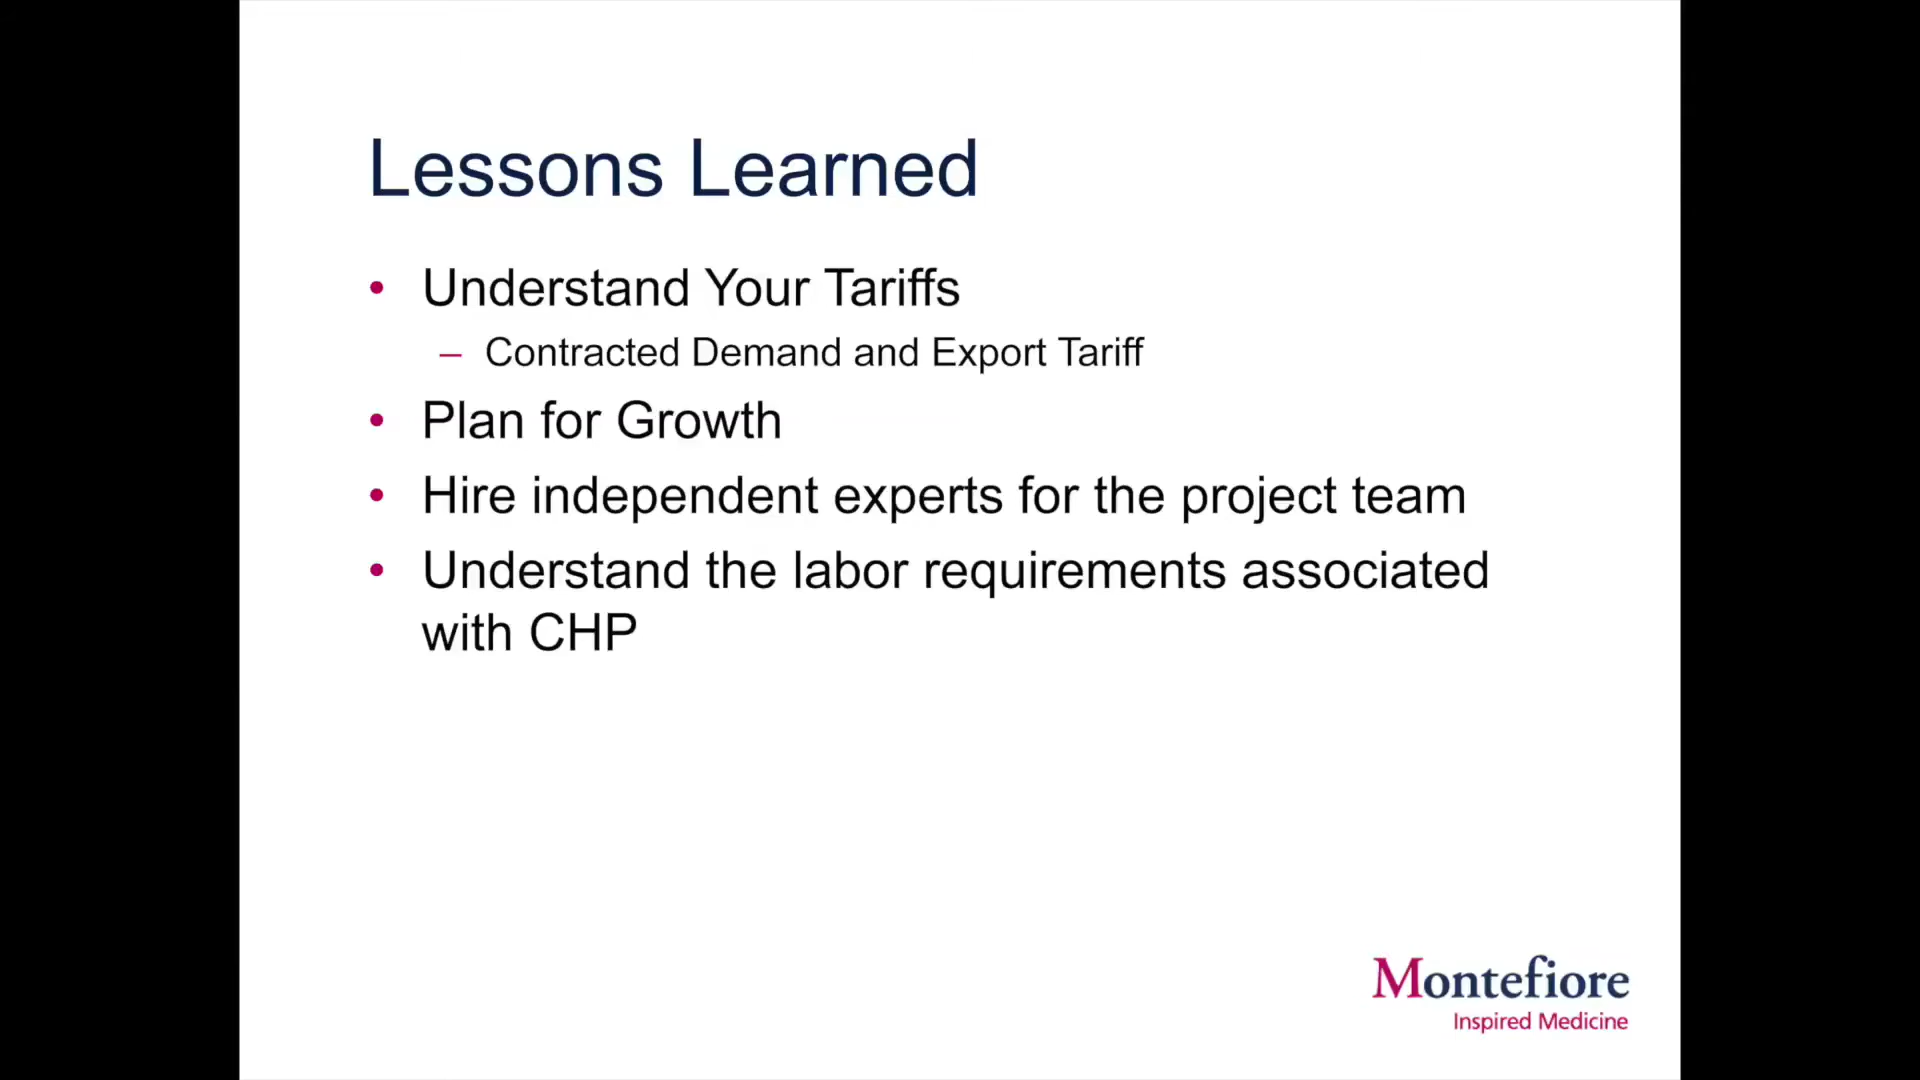 Lessons Learned
• Understand Your Tariffs
– Contracted Demand and Export Tariff
• Plan for Growth
• Hire independent experts for the project team
• Understand the labor requirements associated
with CHP
Montefiore
Inspired Medicine